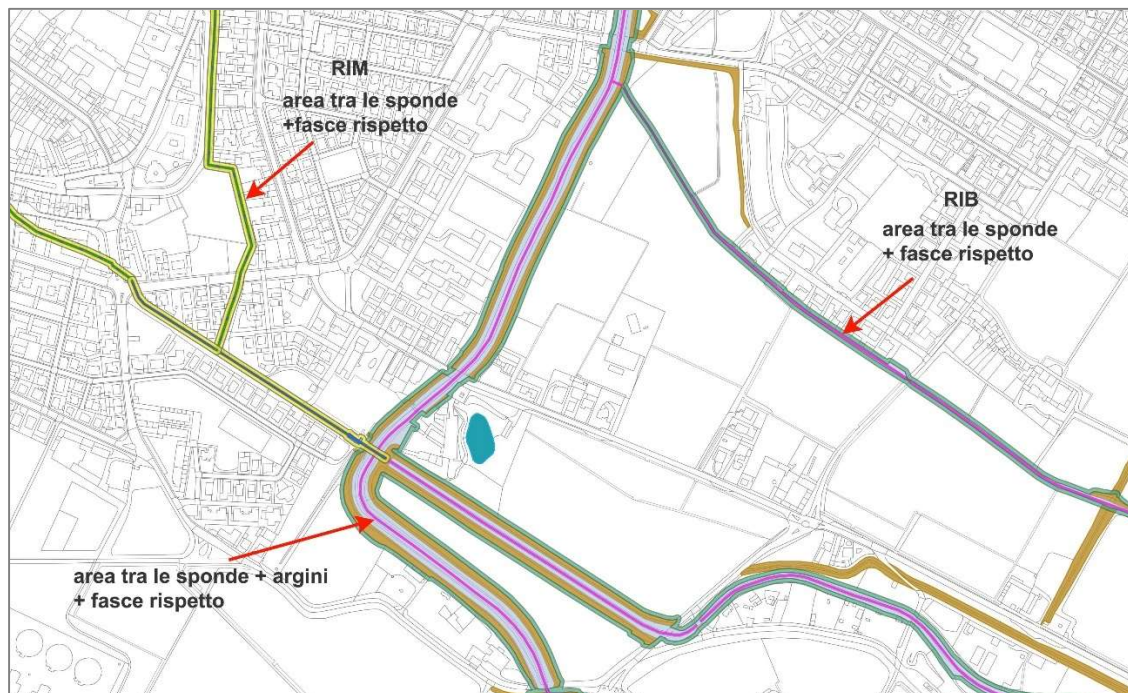 RIM
area tra le sponde
+fasce rispetto
RIB
area tra le sponde
+ fasce rispetto
area tra le sponde + argini
+ fasce rispetto